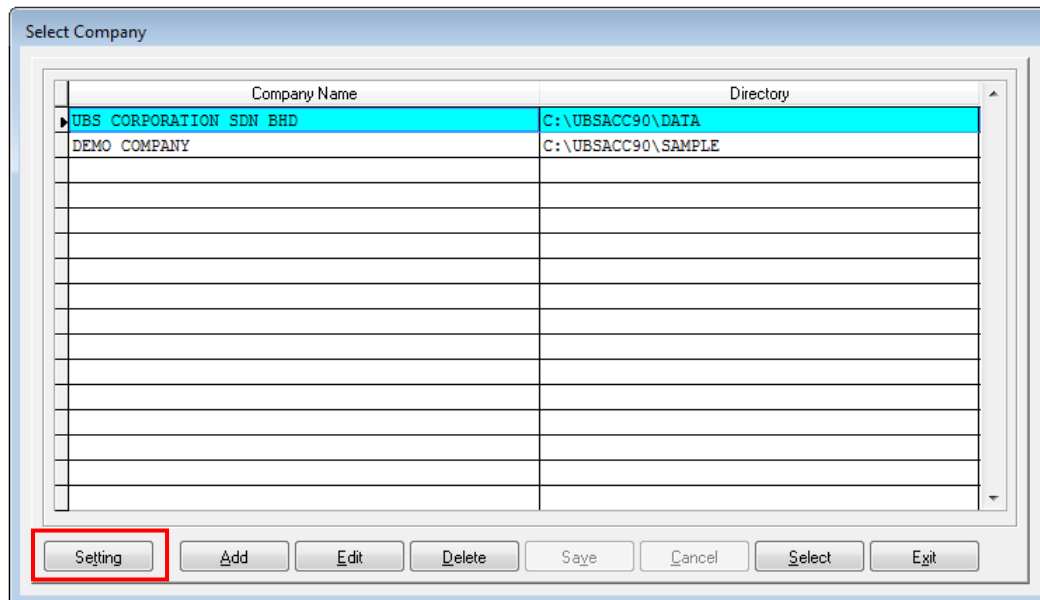 Select Company
Company Name Directory
UBS CORPORATION SDN BHD C:\UBSACC90\DATA
DEMO COMPANY C:\UBSACC90\SAMPLE
Setting Add Edit Delete Save Cancel Select Exit